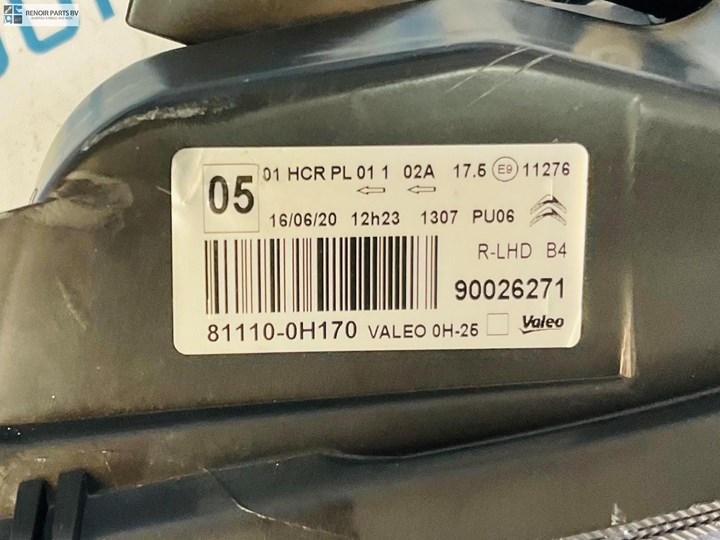 RENOIR PARTS BV
05
01 HCR PL 01 1 02A 17.5 E9 11276
16/06/20 12h23 1307 PU06
R-LHD B4
90026271
81110-0H170 VALEO 0H-25 Valeo